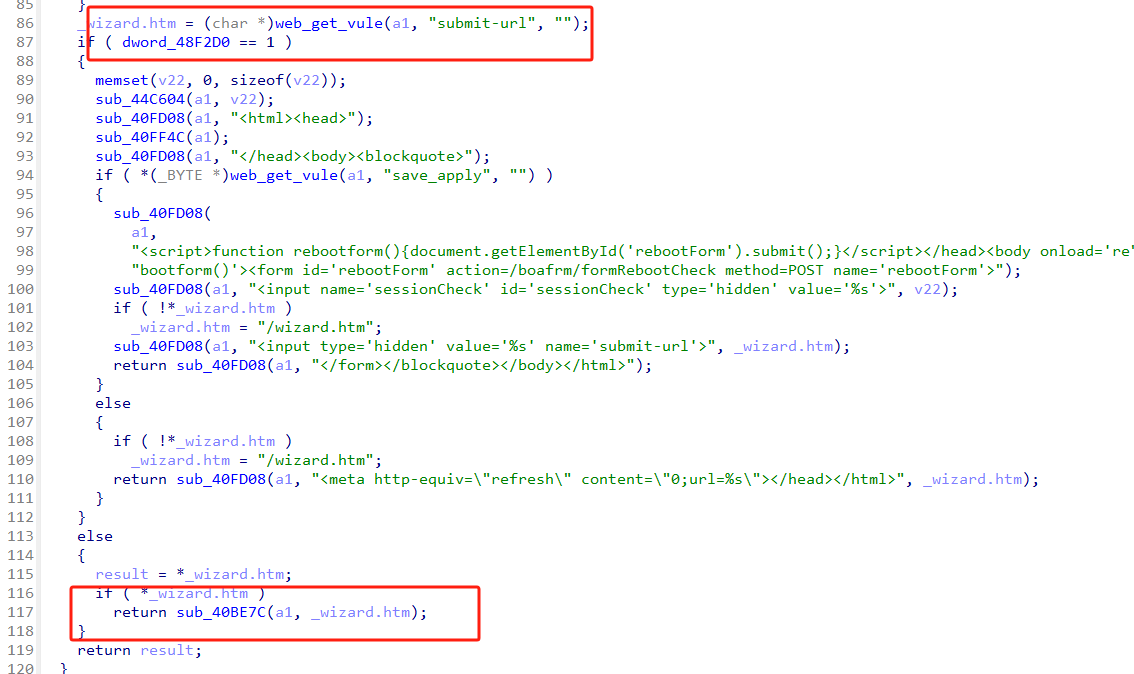 85 }
86 _wizard.htm = (char *)web_get_vule(a1, "submit-url", "");
87 if ( dword_48F2D0 == 1 )
88 {
89 memset(v22, 0, sizeof(v22));
90 sub_44C604(a1, v22);
91 sub_40FD08(a1, "<html><head>");
92 sub_40FF4C(a1);
93 sub_40FD08(a1, "</head><body><blockquote>");
94 if ( *(_BYTE *)web_get_vule(a1, "save_apply", "") )
95 {
96 sub_40FD08(
97 a1,
98 "<script>function rebootform(){document.getElementById('rebootForm').submit();}</script></head><body onload='re"
99 "bootform()'><form id='rebootForm' action=/boafrm/formRebootCheck method=POST name='rebootForm'>");
100 sub_40FD08(a1, "<input name='sessionCheck' id='sessionCheck' type='hidden' value='%s'>", v22);
101 if ( !*_wizard.htm )
102 _wizard.htm = "/wizard.htm";
103 sub_40FD08(a1, "<input type='hidden' value='%s' name='submit-url'>", _wizard.htm);
104 return sub_40FD08(a1, "</form></blockquote></body></html>");
105 }
106 else
107 {
108 if ( !*_wizard.htm )
109 _wizard.htm = "/wizard.htm";
110 return sub_40FD08(a1, "<meta http-equiv=\"refresh\" content=\"0;url=%s\"></head></html>", _wizard.htm);
111 }
112 }
113 else
114 {
115 result = *_wizard.htm;
116 if ( *_wizard.htm )
117 return sub_40BE7C(a1, _wizard.htm);
118 }
119 return result;
120 }